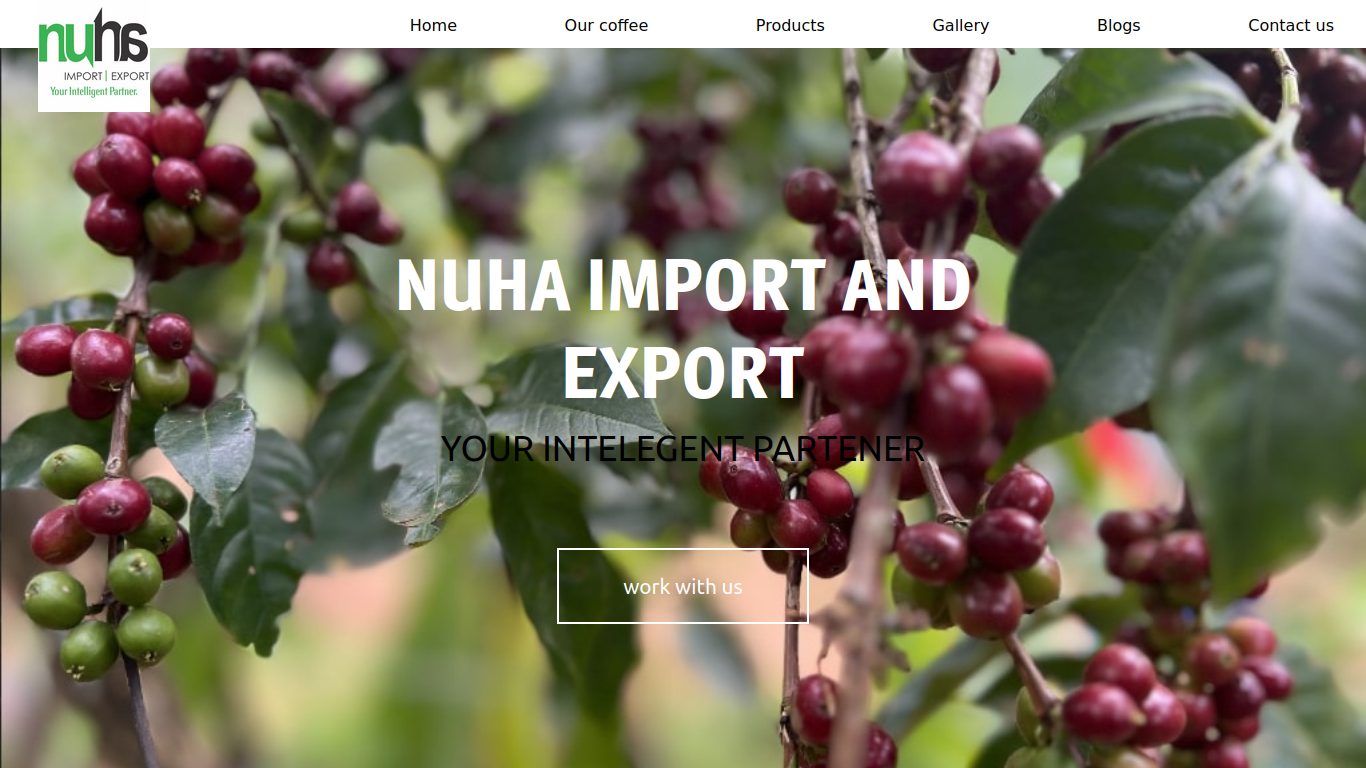 nuha
IMPORT | EXPORT
Your Intelligent Partner.
Home
Our coffee
Products
Gallery
Blogs
Contact us
NUHA IMPORT AND
EXPORT
YOUR INTELEGENT PARTENER
work with us